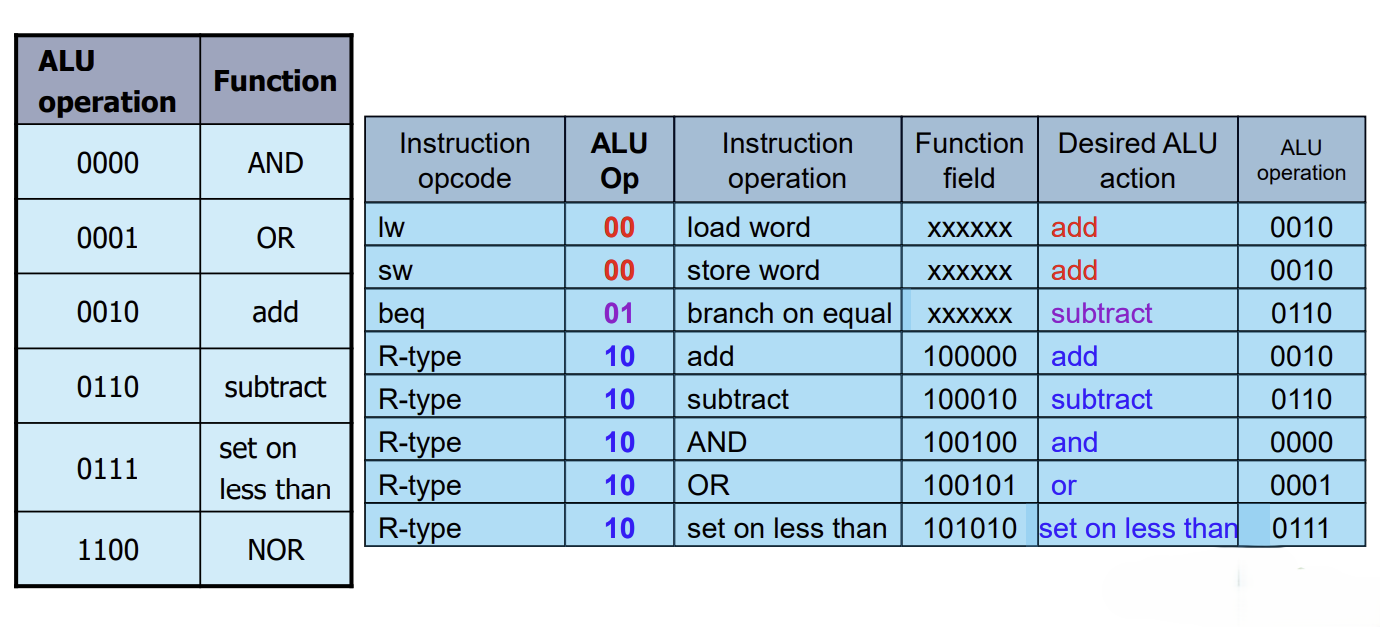 ALU operation Function
0000 AND
0001 OR
0010 add
0110 subtract
0111 set on less than
1100 NOR
Instruction opcode ALU Op Instruction operation Function field Desired ALU action ALU operation
lw 00 load word xxxxxx add 0010
sw 00 store word xxxxxx add 0010
beq 01 branch on equal xxxxxx subtract 0110
R-type 10 add 100000 add 0010
R-type 10 subtract 100010 subtract 0110
R-type 10 AND 100100 and 0000
R-type 10 OR 100101 or 0001
R-type 10 set on less than 101010 set on less than 0111